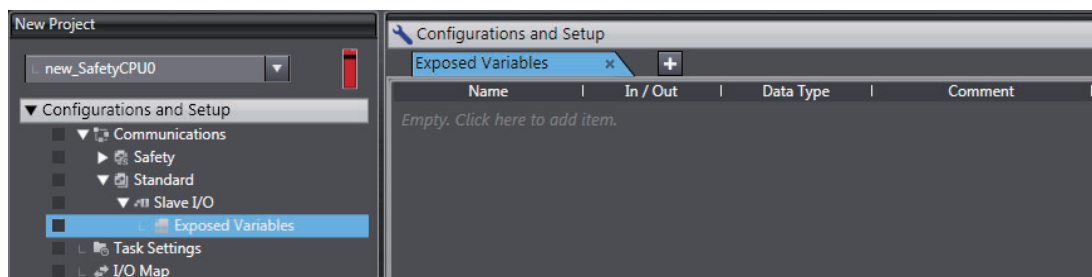 New Project
new_SafetyCPU0
Configurations and Setup
Communications
Safety
Standard
Slave I/O
Exposed Variables
Task Settings
I/O Map
Configurations and Setup
Exposed Variables
Name In / Out Data Type Comment
Empty. Click here to add item.